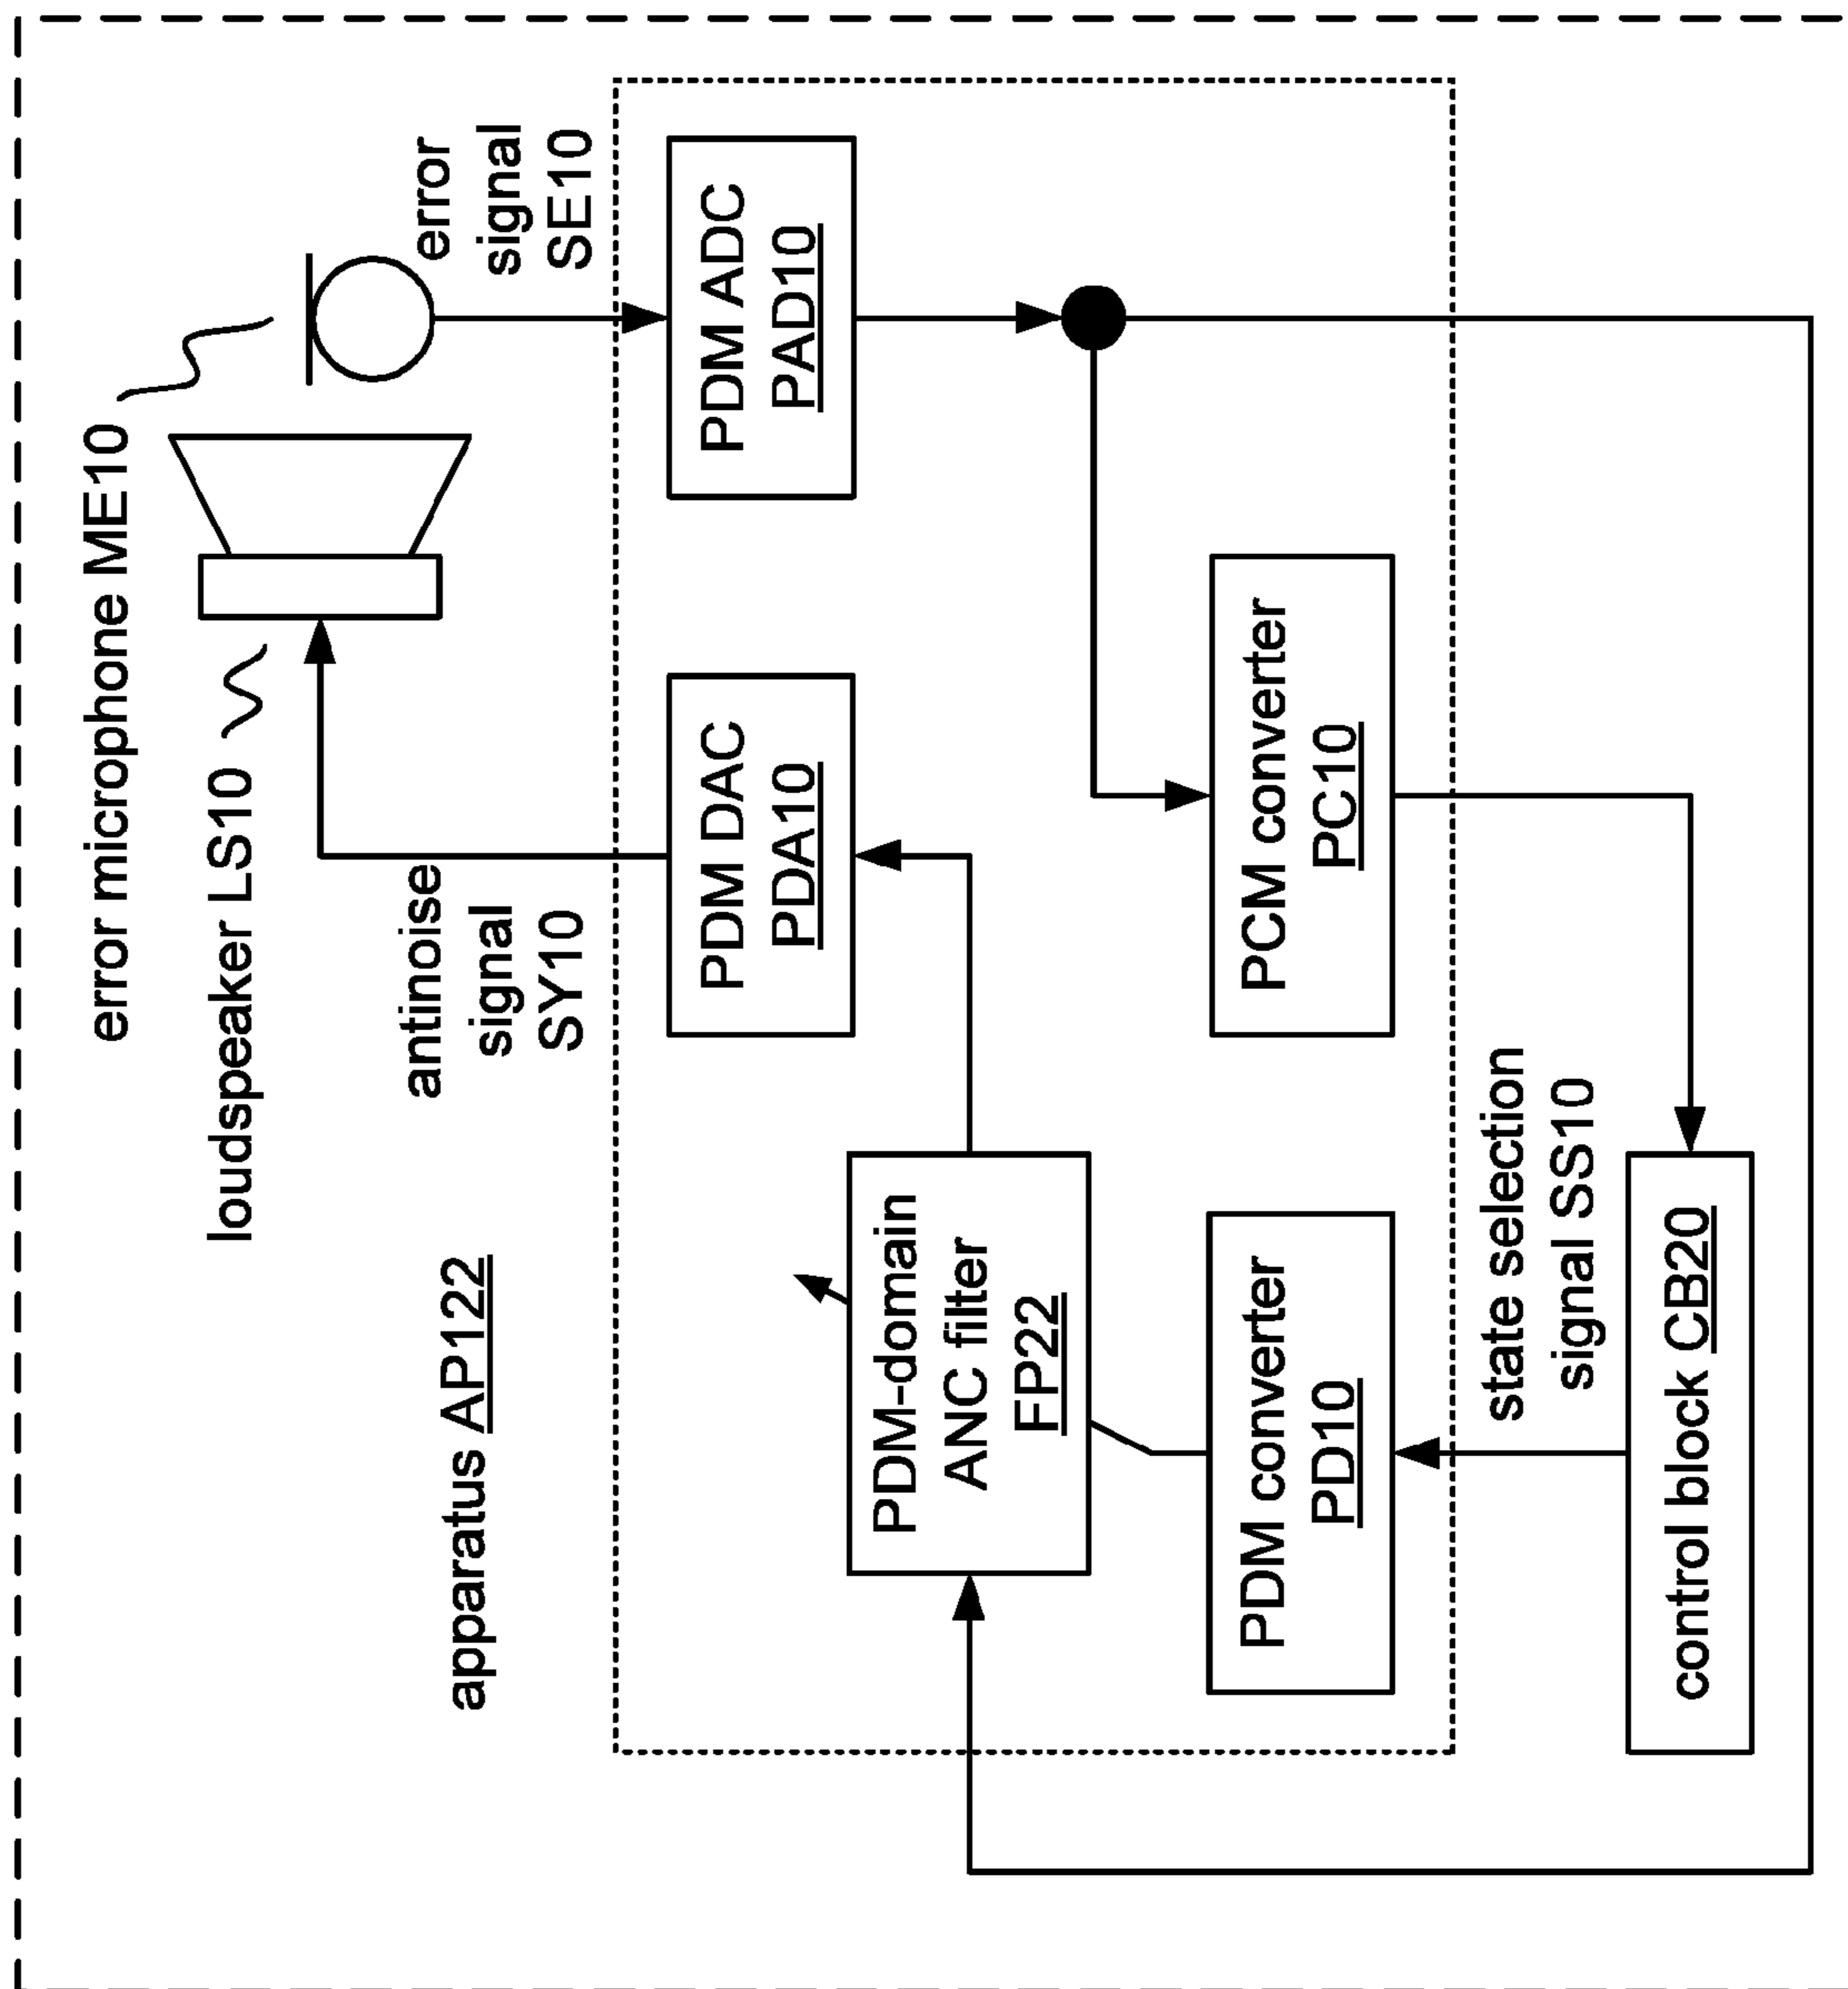 error microphone ME10
loudspeaker LS10
error
signal
SE10
antinoise
signal
SY10
apparatus AP122
PDM ADC
PAD10
PDM DAC
PDA10
PDM-domain
ANC filter
FP22
PCM converter
PC10
PDM converter
PD10
state selection
signal SS10
control block CB20